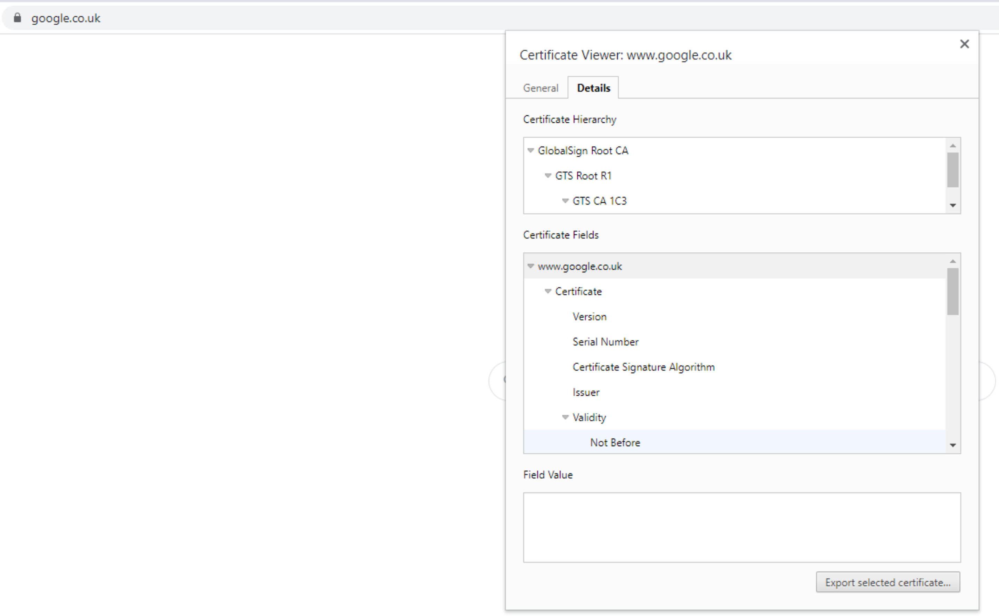 google.co.uk
Certificate Viewer: www.google.co.uk
General
Details
Certificate Hierarchy
GlobalSign Root CA
GTS Root R1
GTS CA 1C3
Certificate Fields
www.google.co.uk
Certificate
Version
Serial Number
Certificate Signature Algorithm
Issuer
Validity
Not Before
Field Value
Export selected certificate...